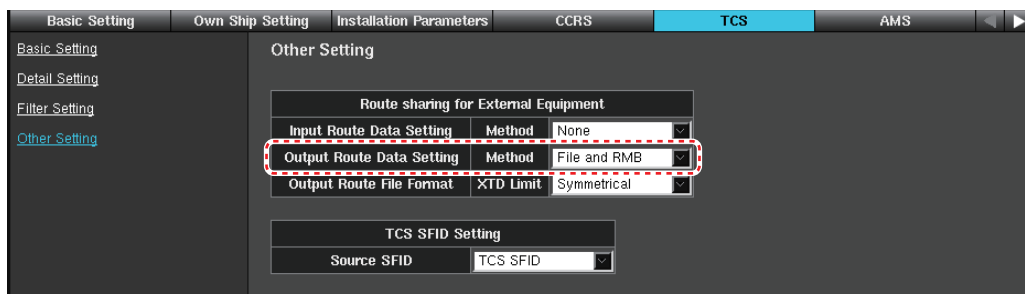 Basic Setting Own Ship Setting Installation Parameters CCRS TCS AMS
Basic Setting
Detail Setting
Filter Setting
Other Setting
Other Setting
Route sharing for External Equipment
Input Route Data Setting Method None
Output Route Data Setting Method File and RMB
Output Route File Format XTD Limit Symmetrical
TCS SFID Setting
Source SFID TCS SFID